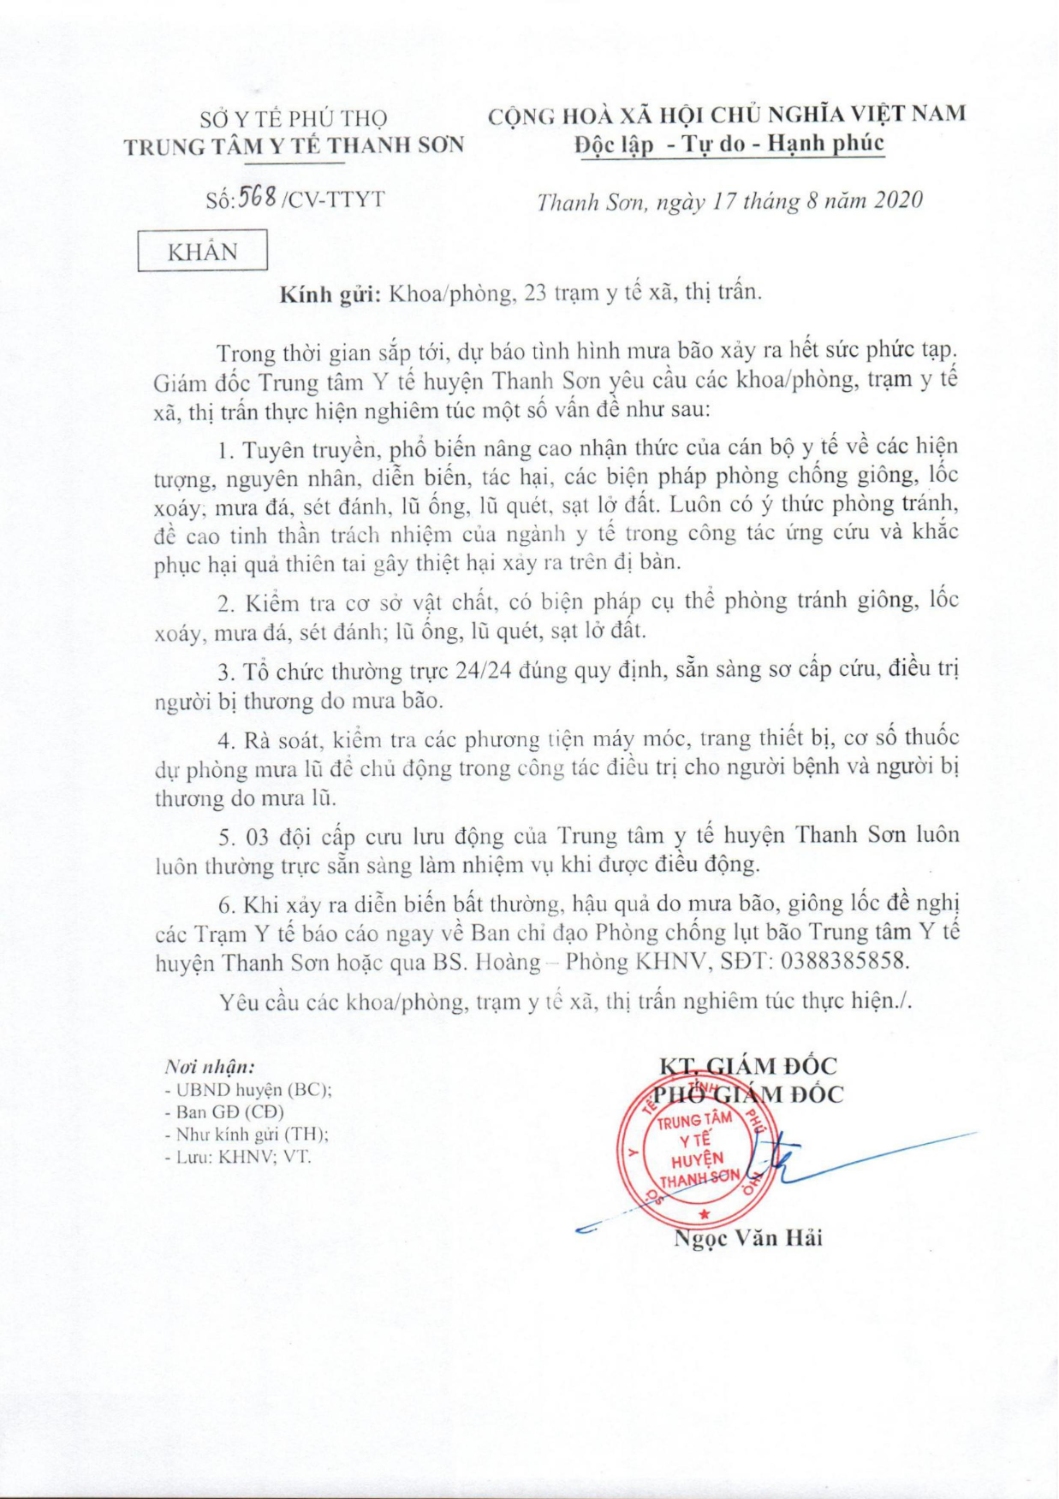 SỞ Y TẾ PHÚ THỌ
TRUNG TÂM Y TẾ THANH SƠN
CỘNG HOÀ XÃ HỘI CHỦ NGHĨA VIỆT NAM
Độc lập - Tự do - Hạnh phúc
Số:568/CV-TTYT
Thanh Sơn, ngày 17 tháng 8 năm 2020
KHẨN
Kính gửi: Khoa/phòng, 23 trạm y tế xã, thị trấn.
Trong thời gian sắp tới, dự báo tình hình mưa bão xảy ra hết sức phức tạp.
Giám đốc Trung tâm Y tế huyện Thanh Sơn yêu cầu các khoa/phòng, trạm y tế
xã, thị trấn thực hiện nghiêm túc một số vấn đề như sau:
1. Tuyên truyền, phổ biến nâng cao nhận thức của cán bộ y tế về các hiện
tượng, nguyên nhân, diễn biến, tác hại, các biện pháp phòng chống giông, lốc
xoáy, mưa đá, sét đánh, lũ ống, lũ quét, sạt lở đất. Luôn có ý thức phòng tránh,
đề cao tinh thần trách nhiệm của ngành y tế trong công tác ứng cứu và khắc
phục hại quả thiên tai gây thiệt hại xảy ra trên đị bàn.
2. Kiểm tra cơ sở vật chất, có biện pháp cụ thể phòng tránh giông, lốc
xoáy, mưa đá, sét đánh; lũ ống, lũ quét, sạt lở đất.
3. Tổ chức thường trực 24/24 đúng quy định, sẵn sàng sơ cấp cứu, điều trị
người bị thương do mưa bão.
4. Rà soát, kiểm tra các phương tiện máy móc, trang thiết bị, cơ số thuốc
dự phòng mưa lũ để chủ động trong công tác điều trị cho người bệnh và người bị
thương do mưa lũ.
5. 03 đội cấp cưu lưu động của Trung tâm y tế huyện Thanh Sơn luôn
luôn thường trực sẵn sàng làm nhiệm vụ khi được điều động.
6. Khi xảy ra diễn biến bất thường, hậu quả do mưa bão, giông lốc đề nghị
các Trạm Y tế báo cáo ngay về Ban chỉ đạo Phòng chống lụt bão Trung tâm Y tế
huyện Thanh Sơn hoặc qua BS. Hoàng – Phòng KHNV, SĐT: 0388385858.
Yêu cầu các khoa/phòng, trạm y tế xã, thị trấn nghiêm túc thực hiện./.
Nơi nhận:
- UBND huyện (BC);
- Ban GĐ (CĐ)
- Như kính gửi (TH);
- Lưu: KHNV; VT.
KT. GIÁM ĐỐC
PHÓ GIÁM ĐỐC
SỞ Y TẾ TỈNH PHÚ THỌ
TRUNG TÂM
Y TẾ
HUYỆN
THANH SƠN
Ngọc Văn Hải